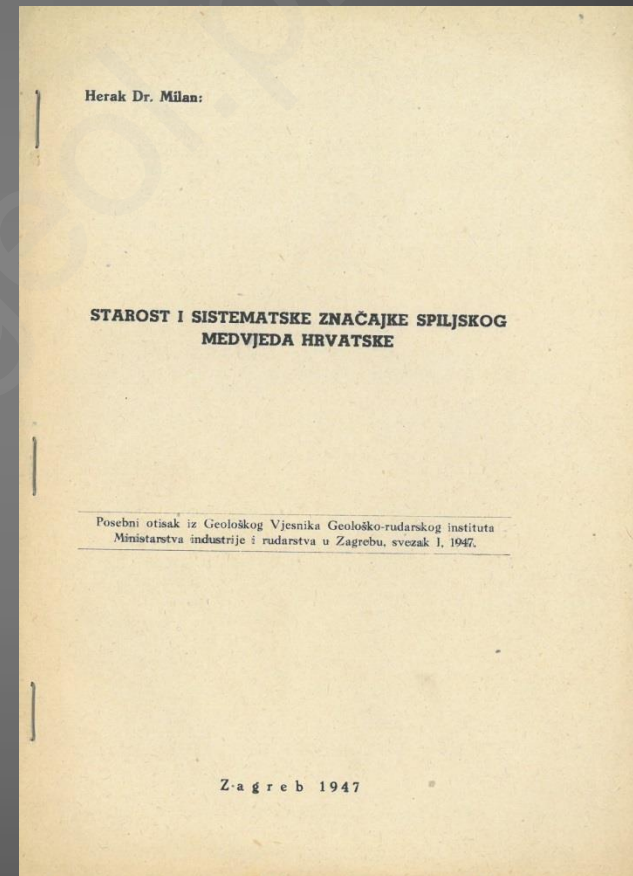 Herak Dr. Milan:
STAROST I SISTEMATSKE ZNAČAJKE SPILJSKOG
MEDVJEDA HRVATSKE
Posebni otisak iz Geološkog Vjesnika Geološko-rudarskog instituta
Ministarstva industrije i rudarstva u Zagrebu, svezak 1, 1947.
Zagreb 1947